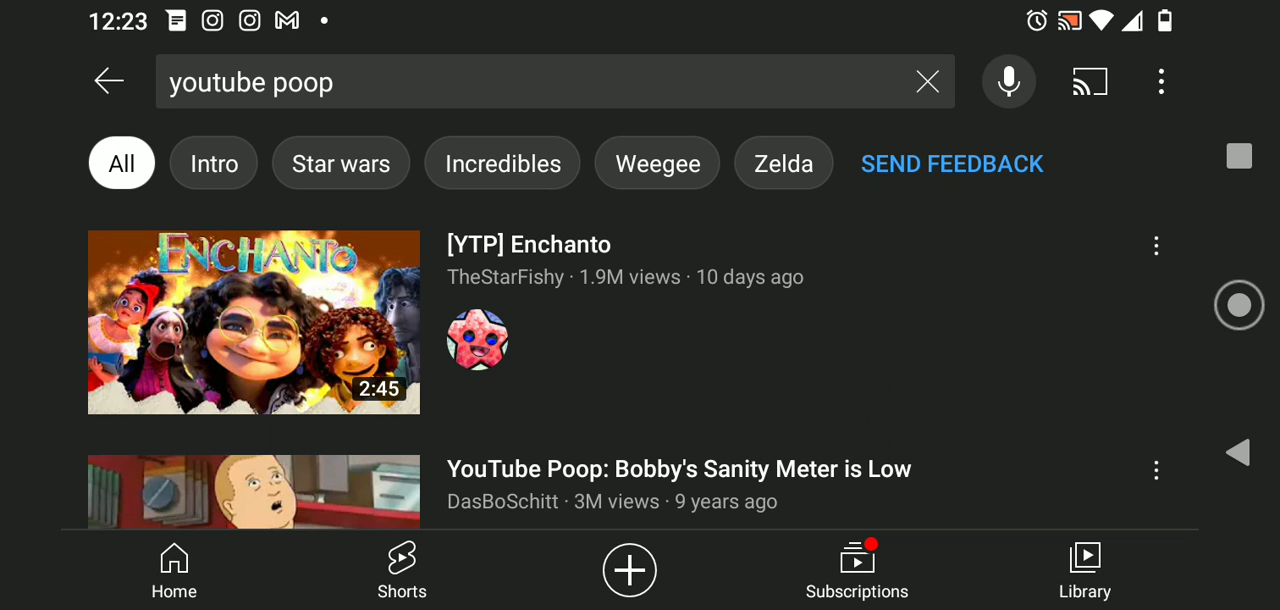 12:23
youtube poop
All Intro Star wars Incredibles Weegee Zelda SEND FEEDBACK
ENCHANTO
2:45
[YTP] Enchanto
TheStarFishy · 1.9M views · 10 days ago
YouTube Poop: Bobby's Sanity Meter is Low
DasBoSchitt · 3M views · 9 years ago
Home Shorts Subscriptions Library